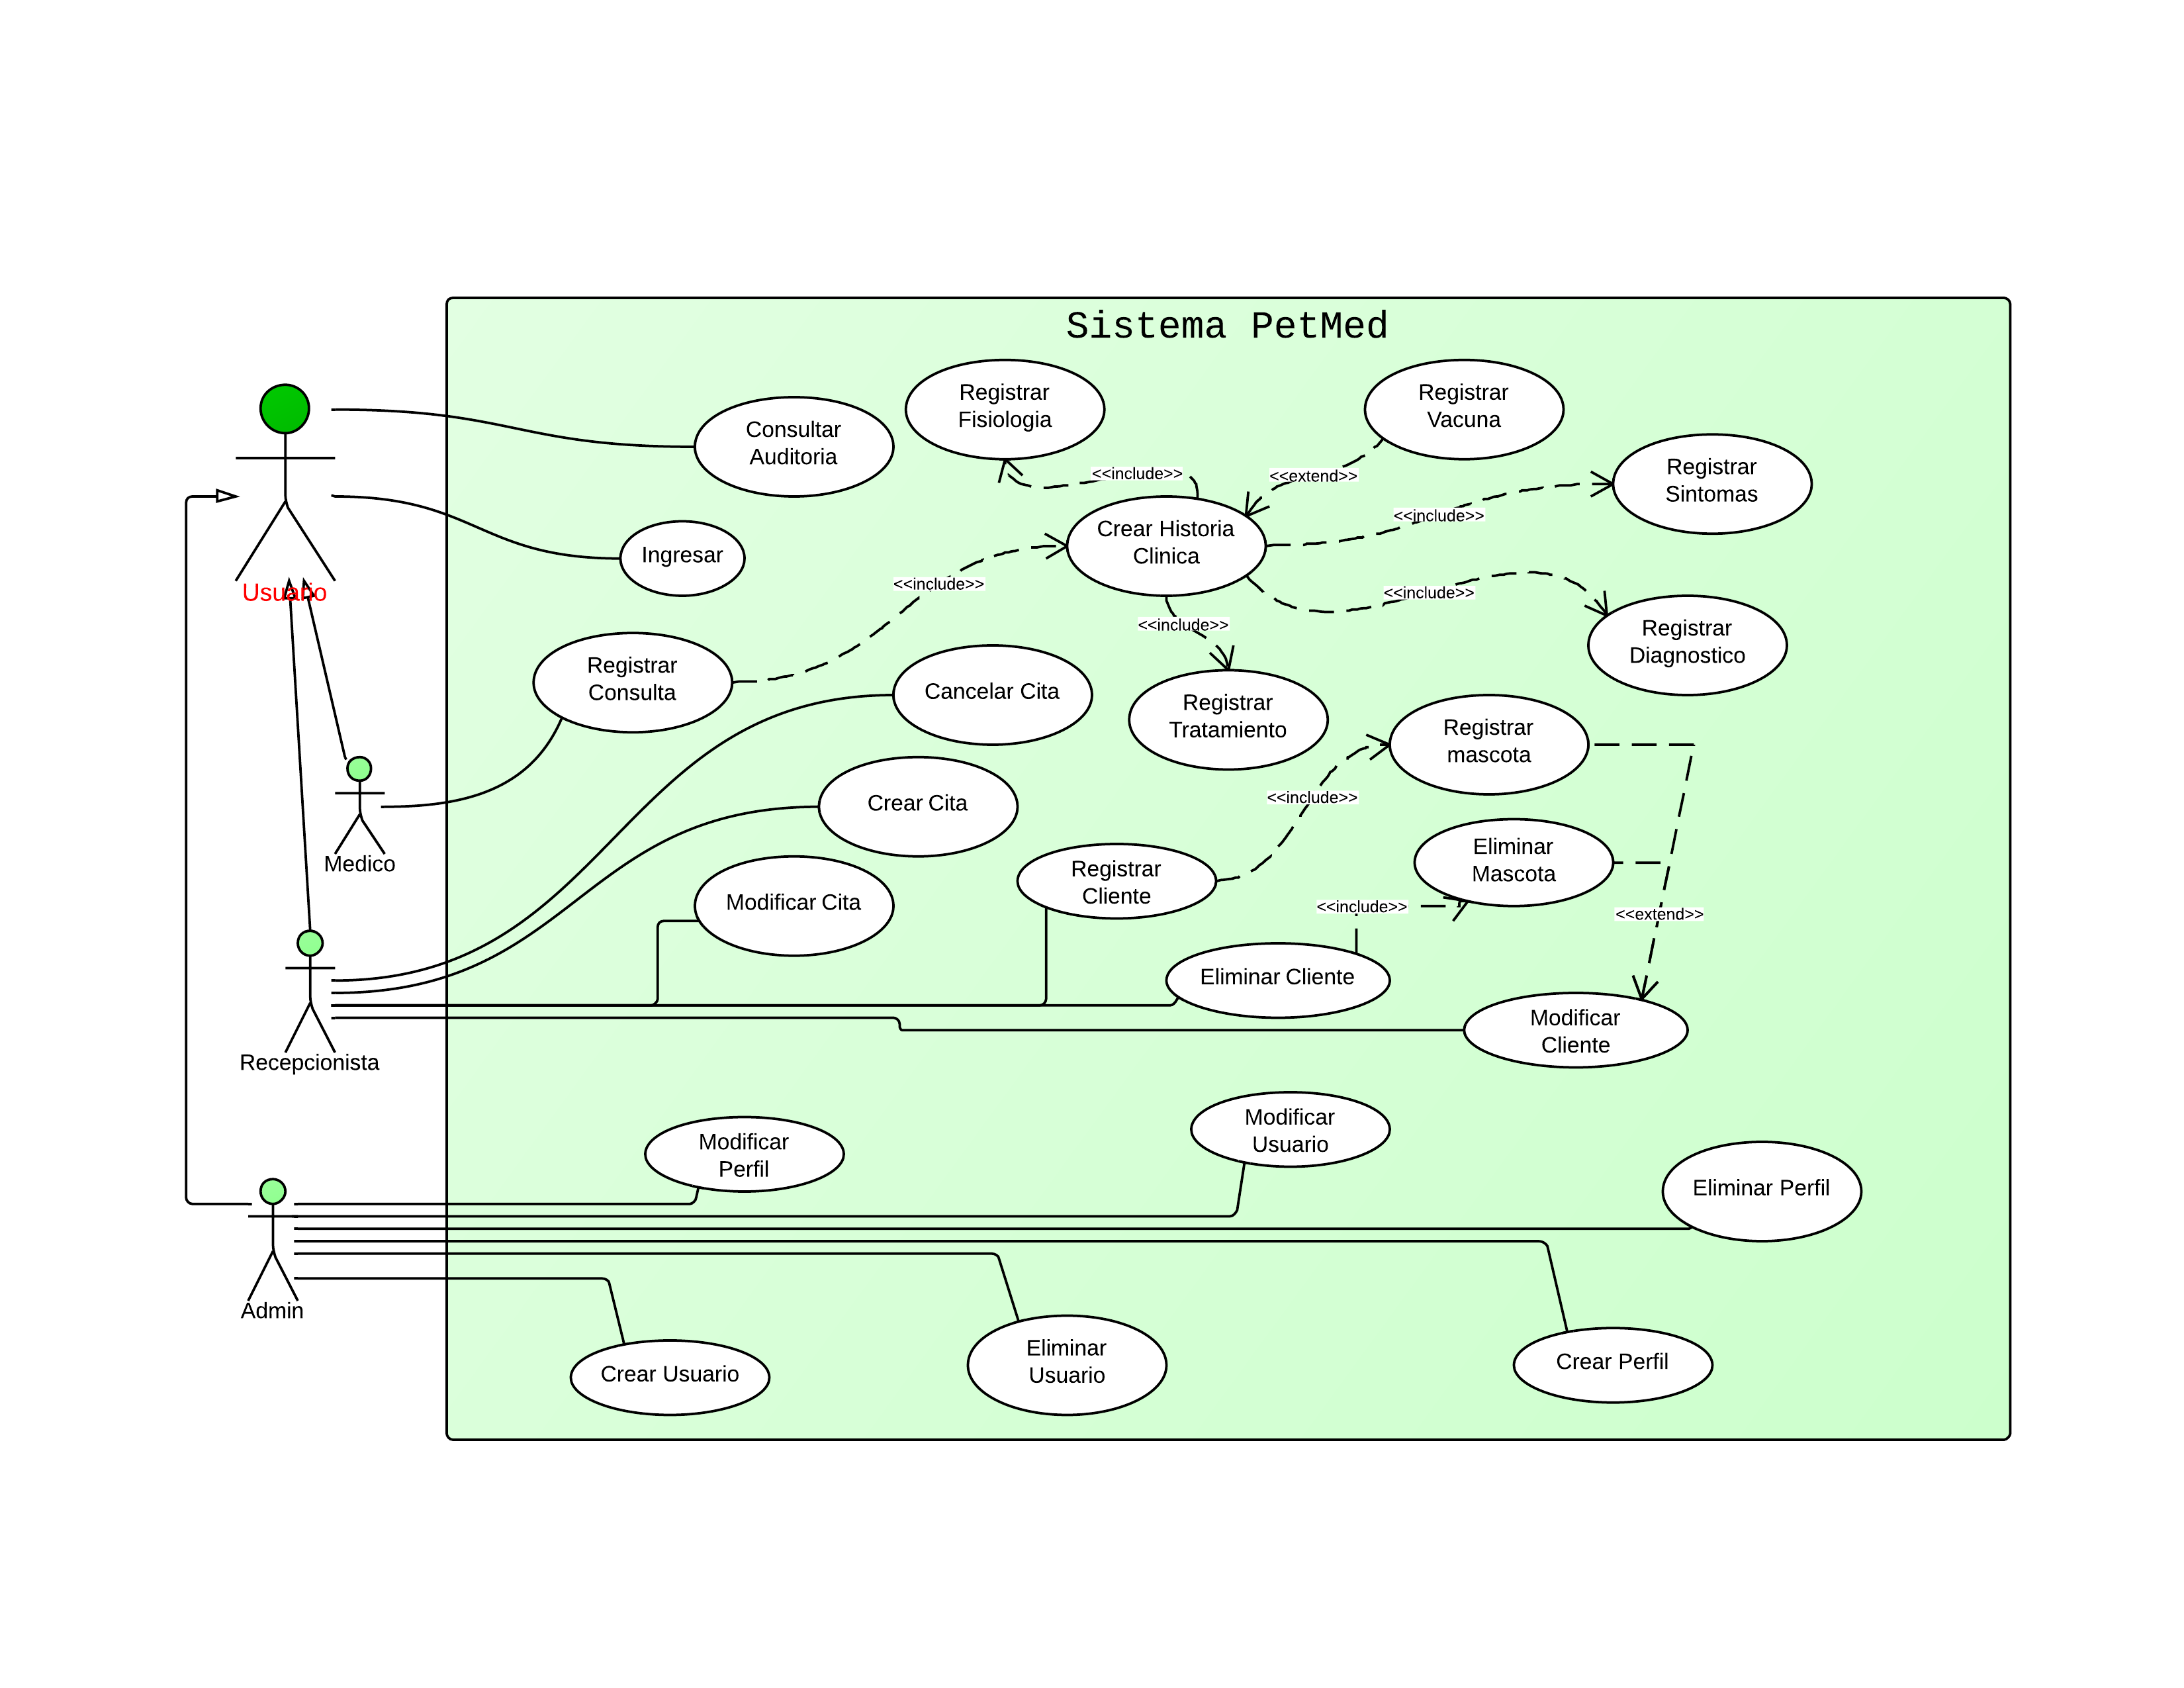 Sistema PetMed
Registrar
Fisiologia
Registrar
Vacuna
Consultar
Auditoria
Registrar
Sintomas
<<include>>
<<extend>>
<<include>>
Crear Historia
Clinica
Ingresar
<<include>>
<<include>>
Usuario
<<include>>
Registrar
Diagnostico
Registrar
Consulta
Cancelar Cita
Registrar
Tratamiento
Registrar
mascota
<<include>>
Crear Cita
Medico
Registrar
Cliente
Eliminar
Mascota
Modificar Cita
<<include>>
<<extend>>
Eliminar Cliente
Modificar
Cliente
Recepcionista
Modificar
Perfil
Modificar
Usuario
Eliminar Perfil
Admin
Crear Usuario
Eliminar
Usuario
Crear Perfil